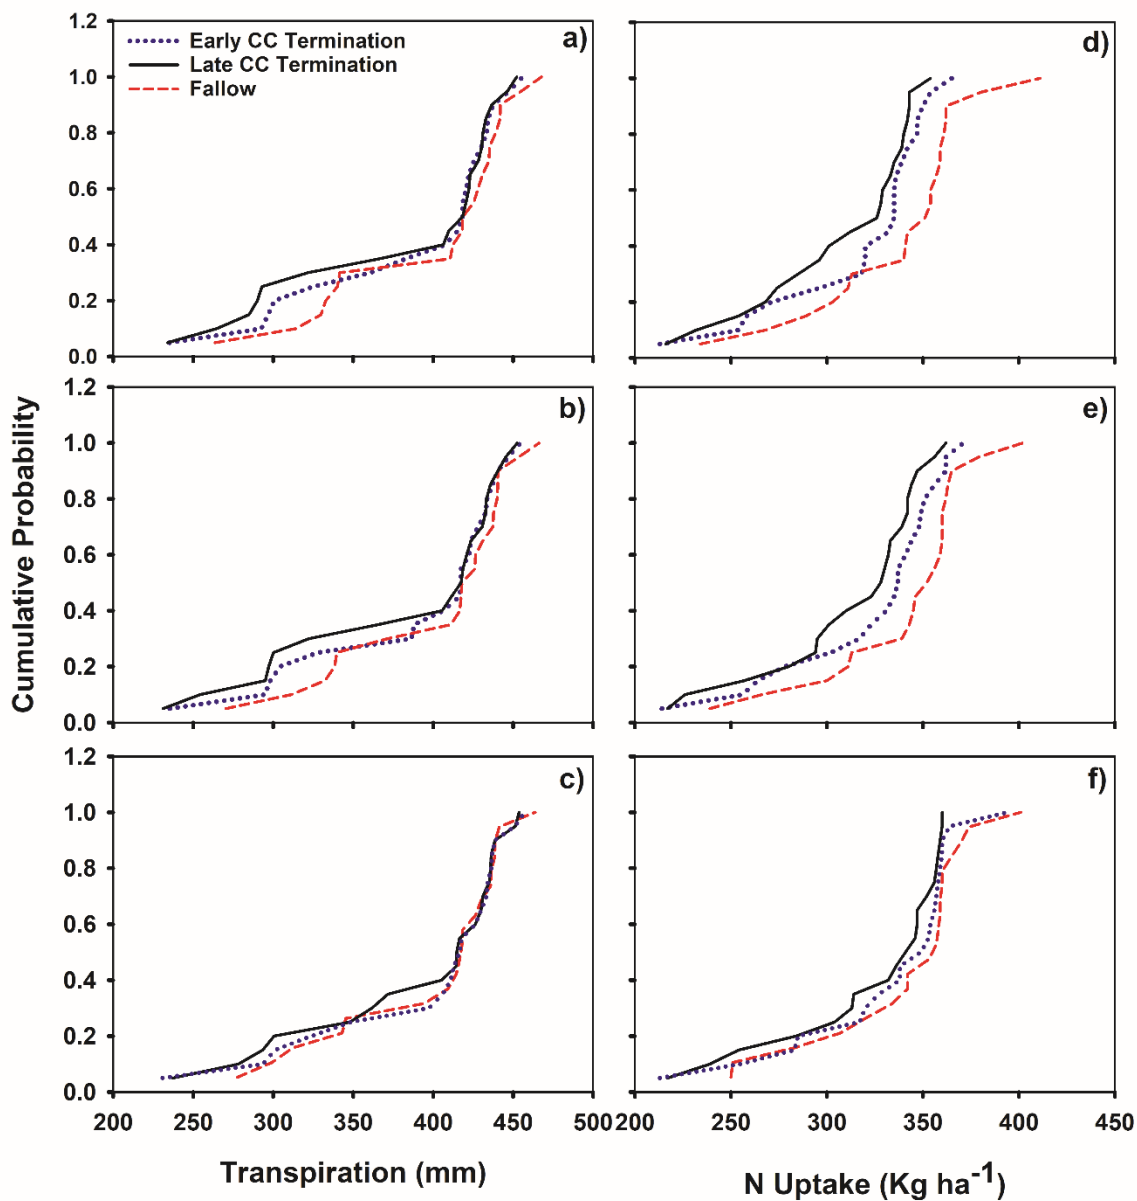 1.2
1.0
0.8
0.6
0.4
0.2
0.0
Early CC Termination
Late CC Termination
Fallow
a)
d)
1.2
1.0
0.8
0.6
0.4
0.2
0.0
b)
e)
Cumulative Probability
1.2
1.0
0.8
0.6
0.4
0.2
0.0
c)
f)
200 250 300 350 400 450 500
200 250 300 350 400 450
Transpiration (mm)
N Uptake (Kg ha⁻¹)